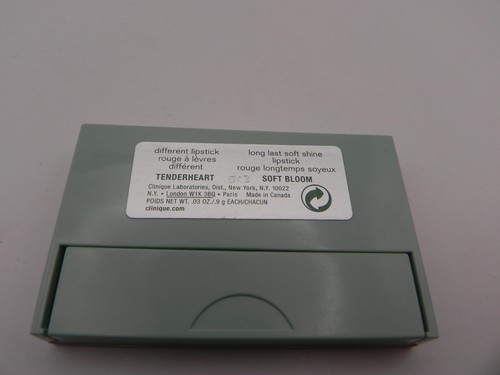 different lipstick
rouge à lèvres
différent
TENDERHEART
long last soft shine
lipstick
rouge longtemps soyeux
SOFT BLOOM
Clinique Laboratories, Dist., New York, N.Y. 10022
N.Y. • London W1K 3BQ • Paris Made in Canada
POIDS NET WT. .03 OZ./.9 g EACH/CHACUN
clinique.com